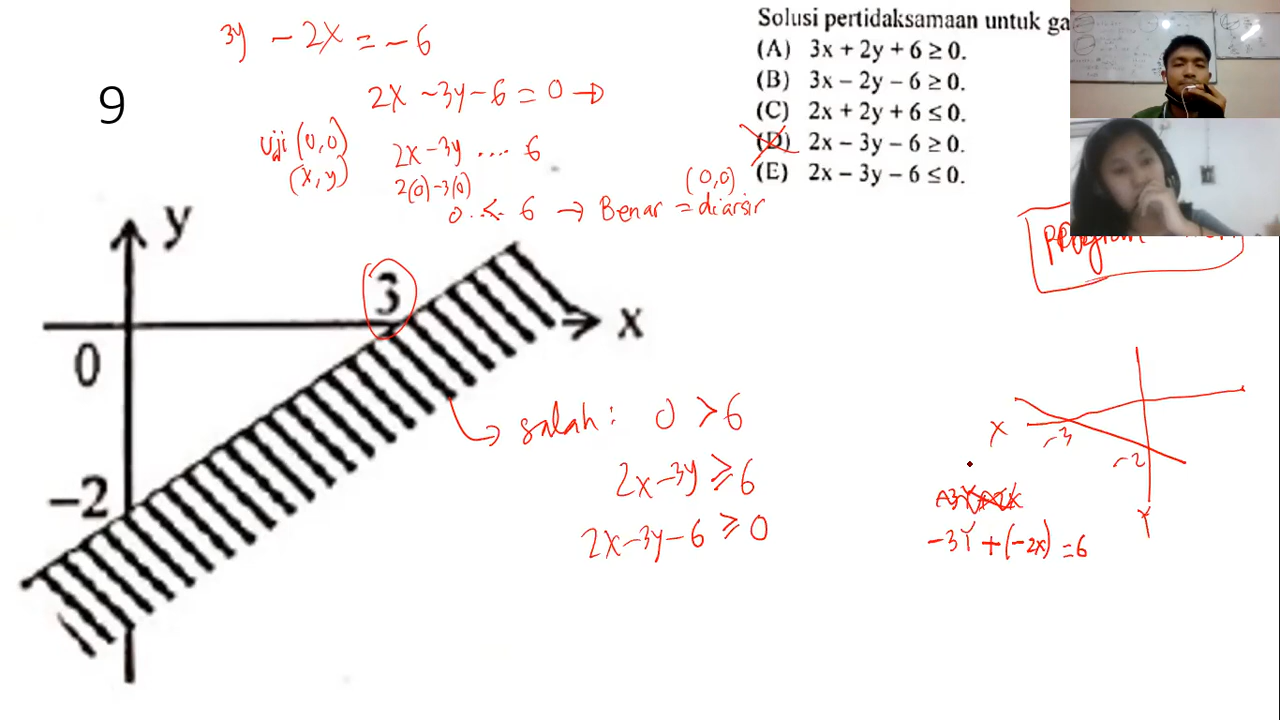 3y - 2x = -6
2x - 3y - 6 = 0 →
9
Uji (0,0)
(x,y)
2x - 3y .... 6
2(0) - 3(0)
0 .<. 6 → Benar = diarsir
(0,0)
Solusi pertidaksamaan untuk ga
(A) 3x + 2y + 6 ≥ 0.
(B) 3x − 2y − 6 ≥ 0.
(C) 2x + 2y + 6 ≤ 0.
(D) 2x − 3y − 6 ≥ 0.
(E) 2x − 3y − 6 ≤ 0.
y
3
0
x
-2
salah: 0 > 6
2x - 3y ≥ 6
2x - 3y - 6 ≥ 0
X
-3
-2
Y
-3Y + (-2x) = 6